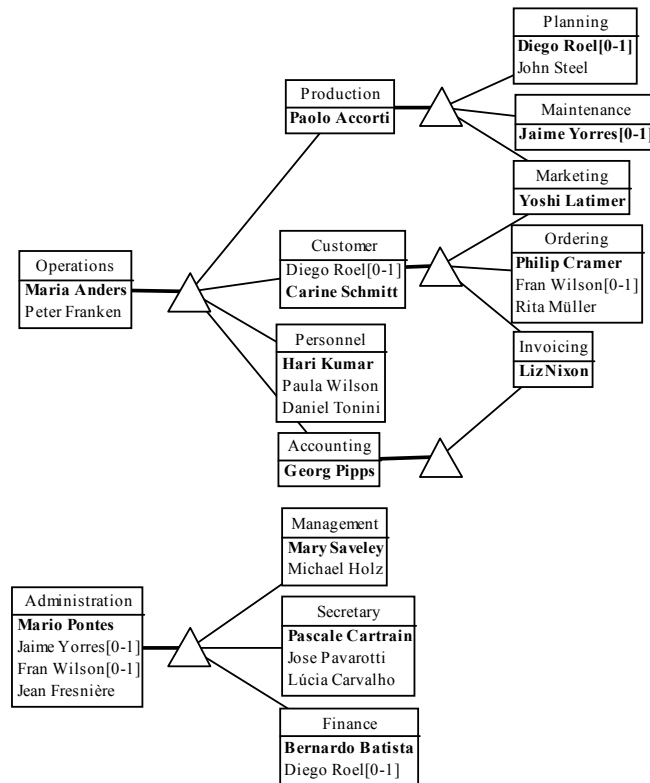 Planning
Diego Roel[0-1]
John Steel
Production
Paolo Accorti
Maintenance
Jaime Yorres[0-1]
Marketing
Yoshi Latimer
Customer
Diego Roel[0-1]
Carine Schmitt
Ordering
Philip Cramer
Fran Wilson[0-1]
Rita Müller
Operations
Maria Anders
Peter Franken
Personnel
Hari Kumar
Paula Wilson
Daniel Tonini
Invoicing
Liz Nixon
Accounting
Georg Pipps
Management
Mary Saveley
Michael Holz
Administration
Mario Pontes
Jaime Yorres[0-1]
Fran Wilson[0-1]
Jean Fresnière
Secretary
Pascale Cartrain
Jose Pavarotti
Lúcia Carvalho
Finance
Bernardo Batista
Diego Roel[0-1]